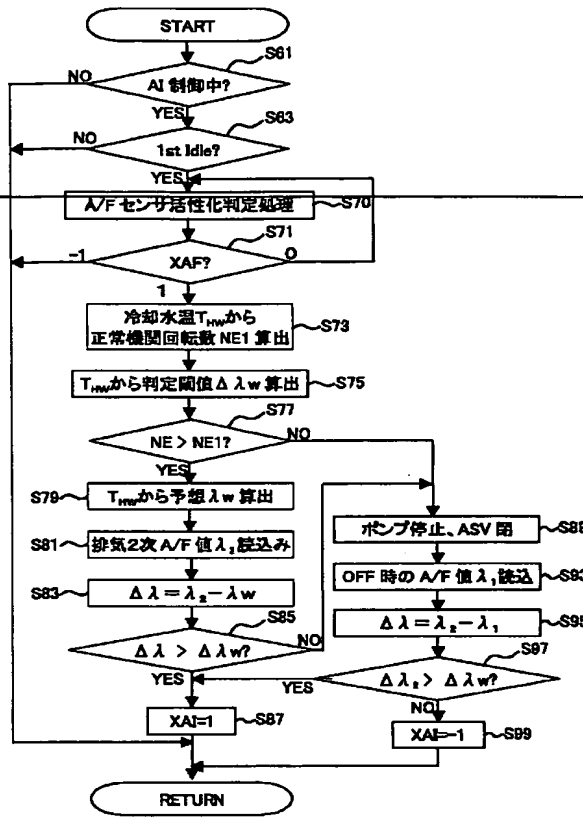 START
S61
NO
AI 制御中?
YES
S63
NO
1st Idle?
YES
A/F センサ活性化判定処理
S70
S71
-1
XAF?
0
1
冷却水温THWから
正常機関回転数 NE1 算出
S73
THWから判定閾値Δλw 算出
S75
S77
NE > NE1?
NO
YES
S79
THWから予想λw 算出
S81
排気2次 A/F 値λ2読込み
S83
Δλ=λ2-λw
S85
Δλ > Δλw?
NO
YES
XAI=1
S87
ポンプ停止、ASV 閉
OFF 時の A/F 値λ1読込
S93
Δλ=λ2-λ1
S95
S97
Δλ2> Δλw?
YES
NO
XAI=-1
S99
RETURN